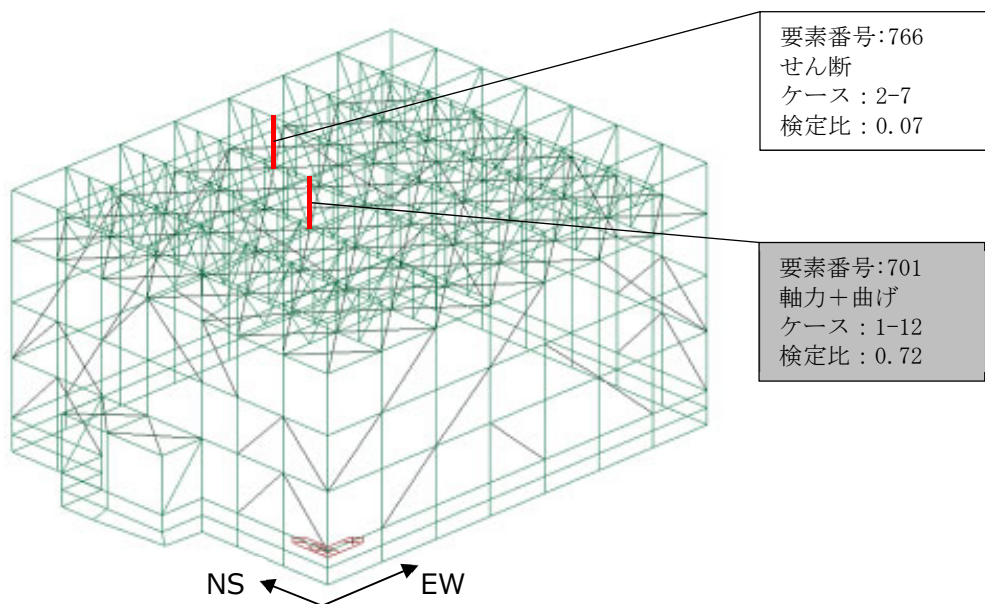 要素番号:766
せん断
ケース：2-7
検定比：0.07
要素番号:701
軸力＋曲げ
ケース：1-12
検定比：0.72
NS
EW